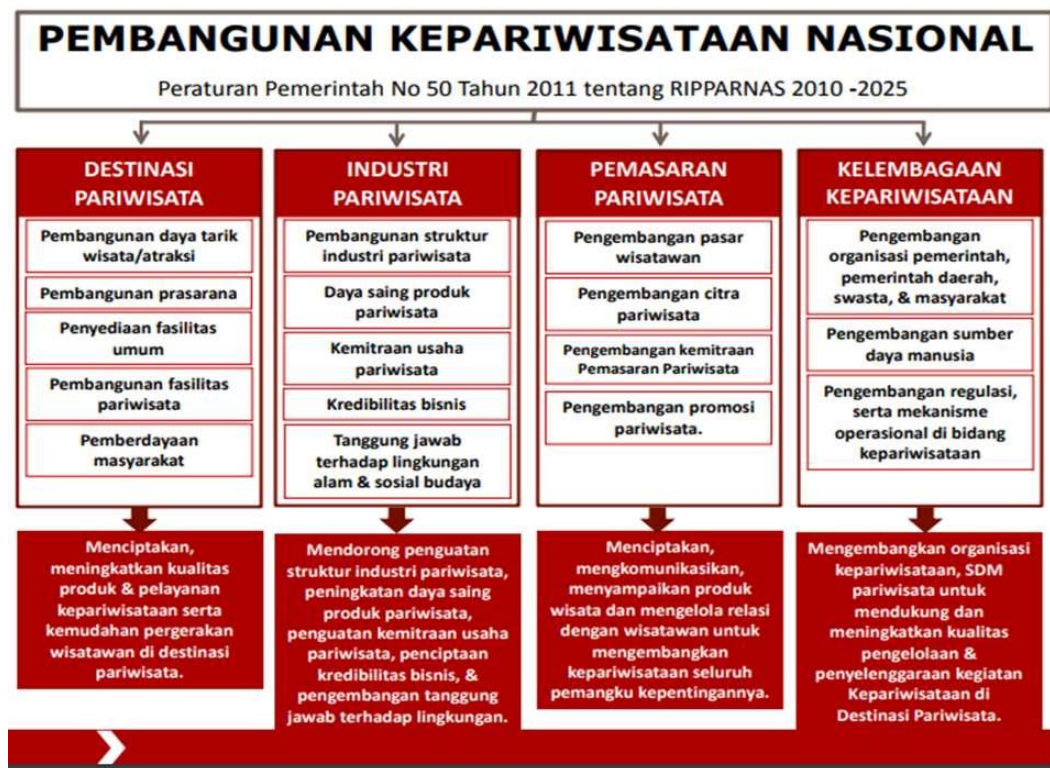 PEMBANGUNAN KEPARIWISATAAN NASIONAL
Peraturan Pemerintah No 50 Tahun 2011 tentang RIPPARNAS 2010 -2025
DESTINASI
PARIWISATA
Pembangunan daya tarik
wisata/atraksi
Pembangunan prasarana
Penyediaan fasilitas
umum
Pembangunan fasilitas
pariwisata
Pemberdayaan
masyarakat
Menciptakan,
meningkatkan kualitas
produk & pelayanan
kepariwisataan serta
kemudahan pergerakan
wisatawan di destinasi
pariwisata.
INDUSTRI
PARIWISATA
Pembangunan struktur
industri pariwisata
Daya saing produk
pariwisata
Kemitraan usaha
pariwisata
Kredibilitas bisnis
Tanggung jawab
terhadap lingkungan
alam & sosial budaya
Mendorong penguatan
struktur industri pariwisata,
peningkatan daya saing
produk pariwisata,
penguatan kemitraan usaha
pariwisata, penciptaan
kredibilitas bisnis, &
pengembangan tanggung
jawab terhadap lingkungan.
PEMASARAN
PARIWISATA
Pengembangan pasar
wisatawan
Pengembangan citra
pariwisata
Pengembangan kemitraan
Pemasaran Pariwisata
Pengembangan promosi
pariwisata.
Menciptakan,
mengkomunikasikan,
menyampaikan produk
wisata dan mengelola relasi
dengan wisatawan untuk
mengembangkan
kepariwisataan seluruh
pemangku kepentingannya.
KELEMBAGAAN
KEPARIWISATAAN
Pengembangan
organisasi pemerintah,
pemerintah daerah,
swasta, & masyarakat
Pengembangan sumber
daya manusia
Pengembangan regulasi,
serta mekanisme
operasional di bidang
kepariwisataan
Mengembangkan organisasi
kepariwisataan, SDM
pariwisata untuk
mendukung dan
meningkatkan kualitas
pengelolaan &
penyelenggaraan kegiatan
Kepariwisataan di
Destinasi Pariwisata.